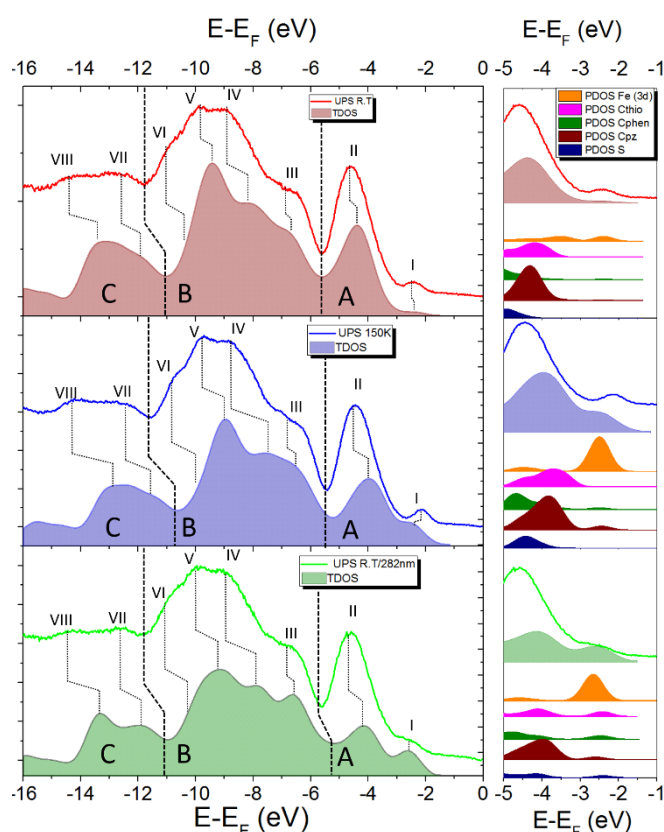 E-E_F (eV)
E-E_F (eV)
-16 -14 -12 -10 -8 -6 -4 -2 0
-5 -4 -3 -2 -1
UPS R.T
TDOS
VIII
VII
VI
V
IV
III
II
I
C
B
A
PDOS Fe (3d)
PDOS Cthio
PDOS Cphen
PDOS Cpz
PDOS S
UPS 150K
TDOS
VIII
VII
VI
V
IV
III
II
I
C
B
A
UPS R.T/282nm
TDOS
VIII
VII
VI
V
IV
III
II
I
C
B
A
-16 -14 -12 -10 -8 -6 -4 -2 0
-5 -4 -3 -2 -1
E-E_F (eV)
E-E_F (eV)